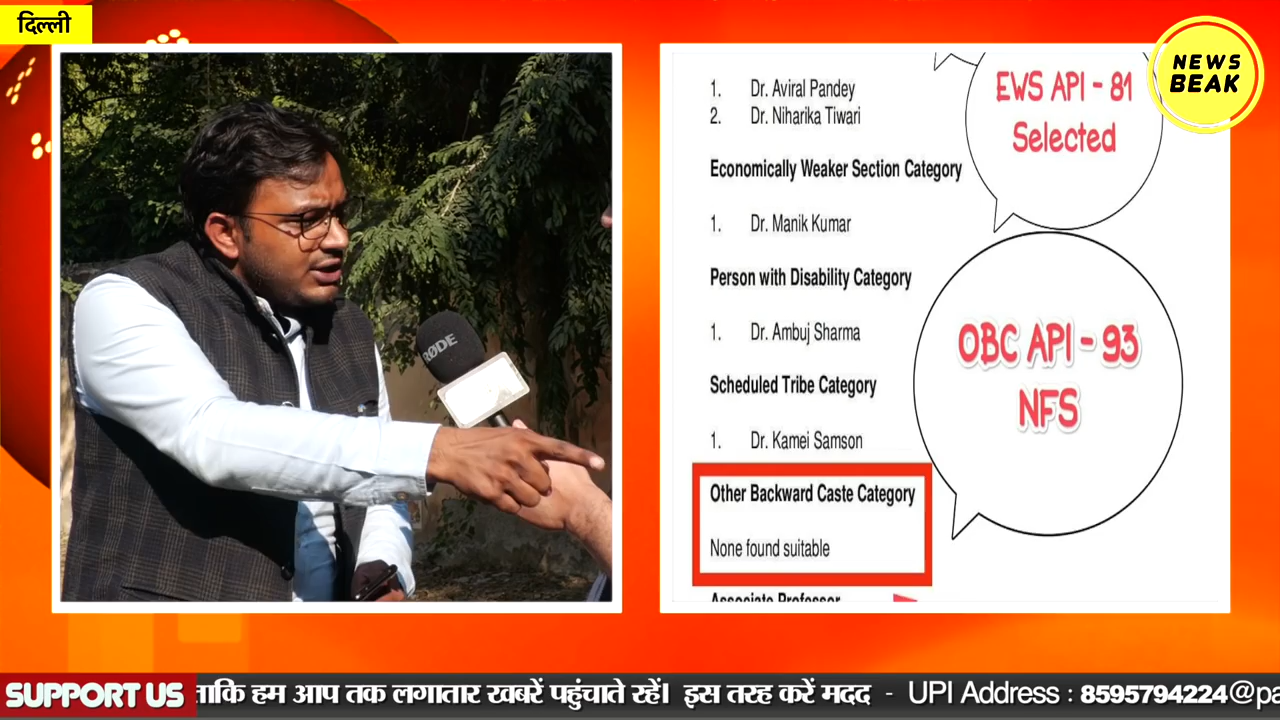 दिल्ली
NEWS
BEAK
RØDE
1. Dr. Aviral Pandey
2. Dr. Niharika Tiwari
EWS API - 81
Selected
Economically Weaker Section Category
1. Dr. Manik Kumar
Person with Disability Category
1. Dr. Ambuj Sharma
Scheduled Tribe Category
1. Dr. Kamei Samson
OBC API - 93
NFS
Other Backward Caste Category
None found suitable
Associate Professor
SUPPORT US
हम आप तक लगातार खबरें पहुंचाते रहें। इस तरह करें मदद - UPI Address : 8595794224@pa